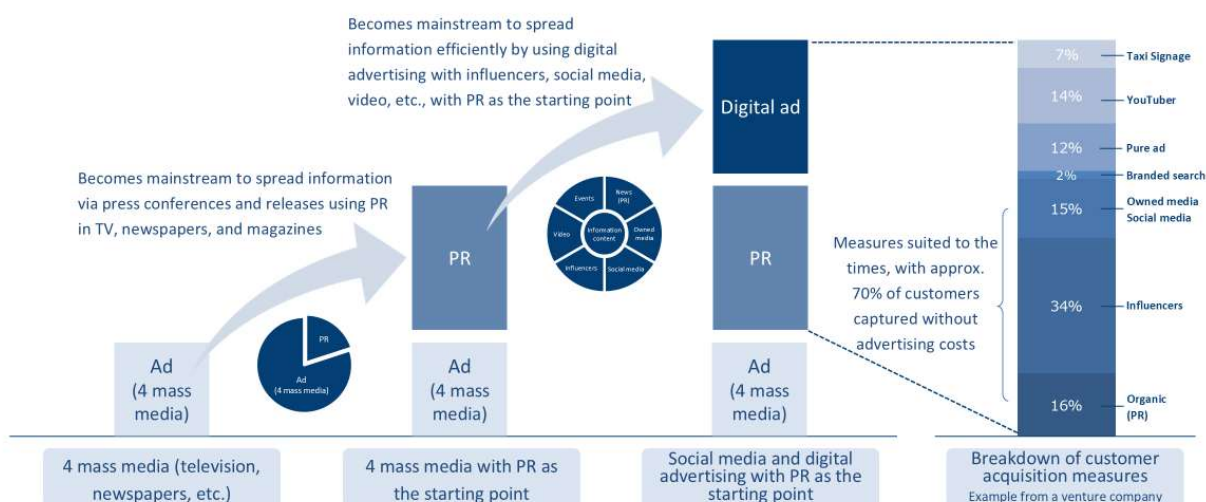 Becomes mainstream to spread
information efficiently by using digital
advertising with influencers, social media,
video, etc., with PR as the starting point
Becomes mainstream to spread information
via press conferences and releases using PR
in TV, newspapers, and magazines
Ad
(4 mass
media)
PR
Ad
(4 mass media)
PR
Ad
(4 mass
media)
Events
News
(PR)
Video
Information
content
Owned
media
Influencers
Social media
Digital ad
PR
Ad
(4 mass
media)
Measures suited to the
times, with approx.
70% of customers
captured without
advertising costs
7%
Taxi Signage
14%
YouTuber
12%
Pure ad
2%
Branded search
15%
Owned media
Social media
34%
Influencers
16%
Organic
(PR)
4 mass media (television,
newspapers, etc.)
4 mass media with PR as
the starting point
Social media and digital
advertising with PR as the
starting point
Breakdown of customer
acquisition measures
Example from a venture company